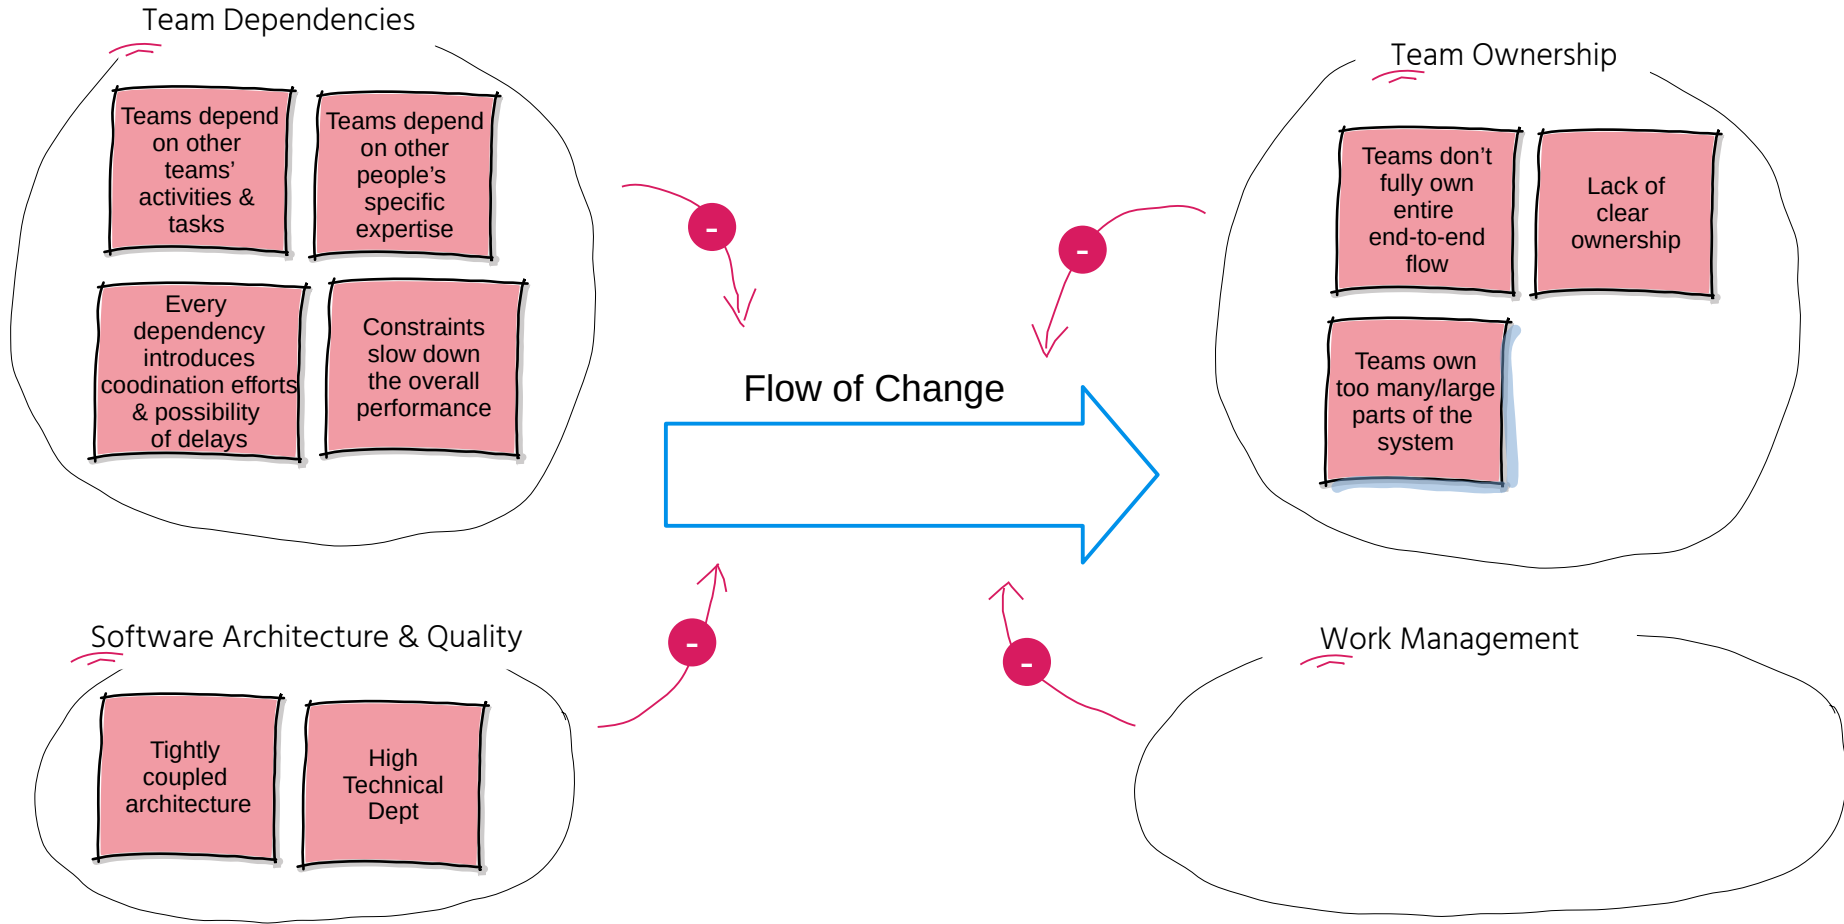 Team Dependencies
Teams depend
on other
teams’
activities &
tasks
Teams depend
on other
people’s
specific
expertise
Every
dependency
introduces
coodination efforts
& possibility
of delays
Constraints
slow down
the overall
performance
-
-
Team Ownership
Teams don’t
fully own
entire
end-to-end
flow
Lack of
clear
ownership
Teams own
too many/large
parts of the
system
Flow of Change
Software Architecture & Quality
Tightly
coupled
architecture
High
Technical
Dept
-
-
Work Management